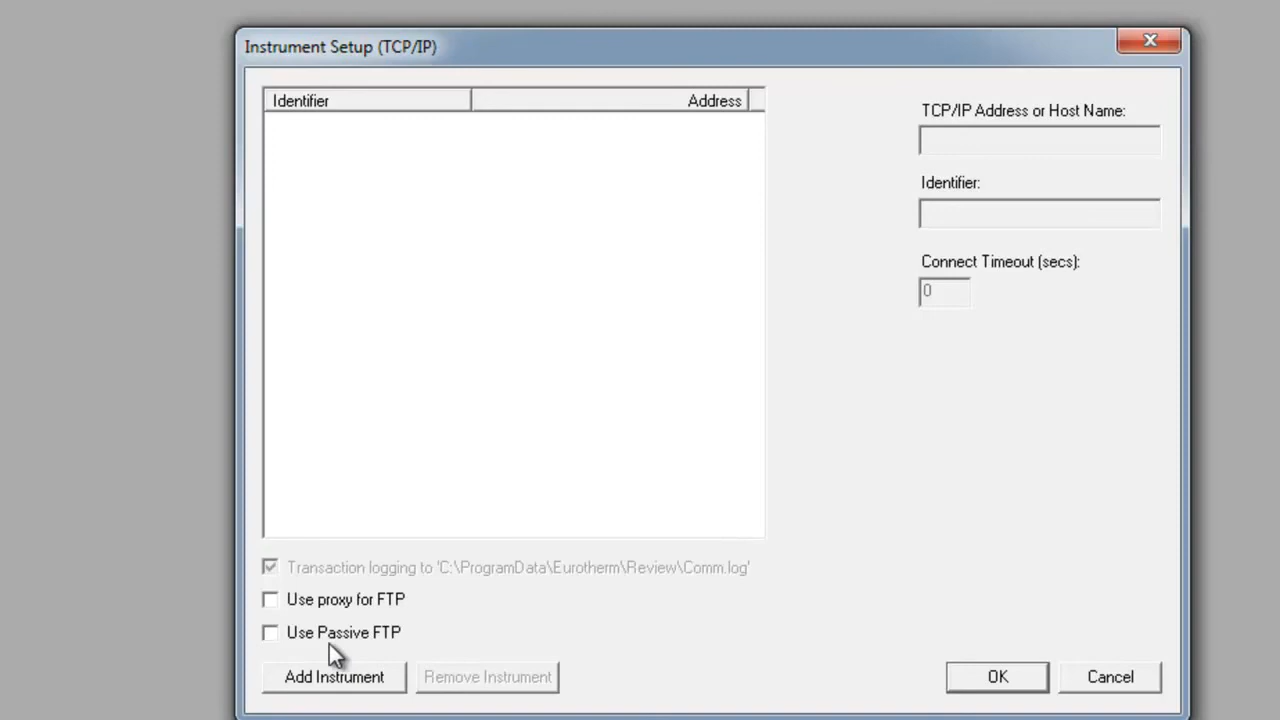 Instrument Setup (TCP/IP)
Identifier Address
TCP/IP Address or Host Name:
Identifier:
Connect Timeout (secs):
0
Transaction logging to 'C:\ProgramData\Eurotherm\Review\Comm.log'
Use proxy for FTP
Use Passive FTP
Add Instrument Remove Instrument OK Cancel